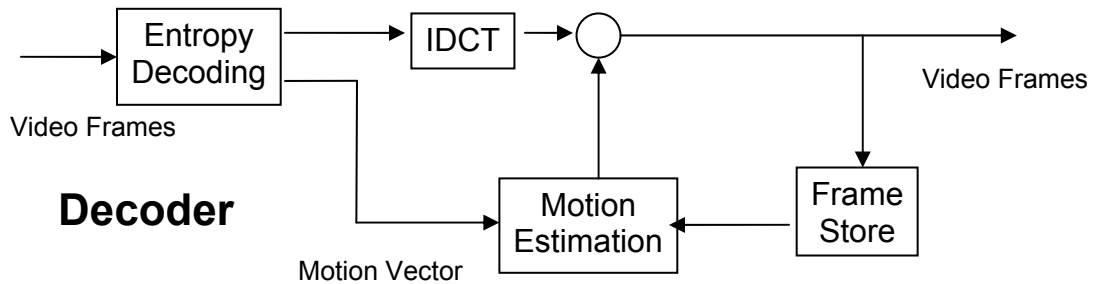 Entropy
Decoding
IDCT
Video Frames
Video Frames
Decoder
Motion
Estimation
Frame
Store
Motion Vector